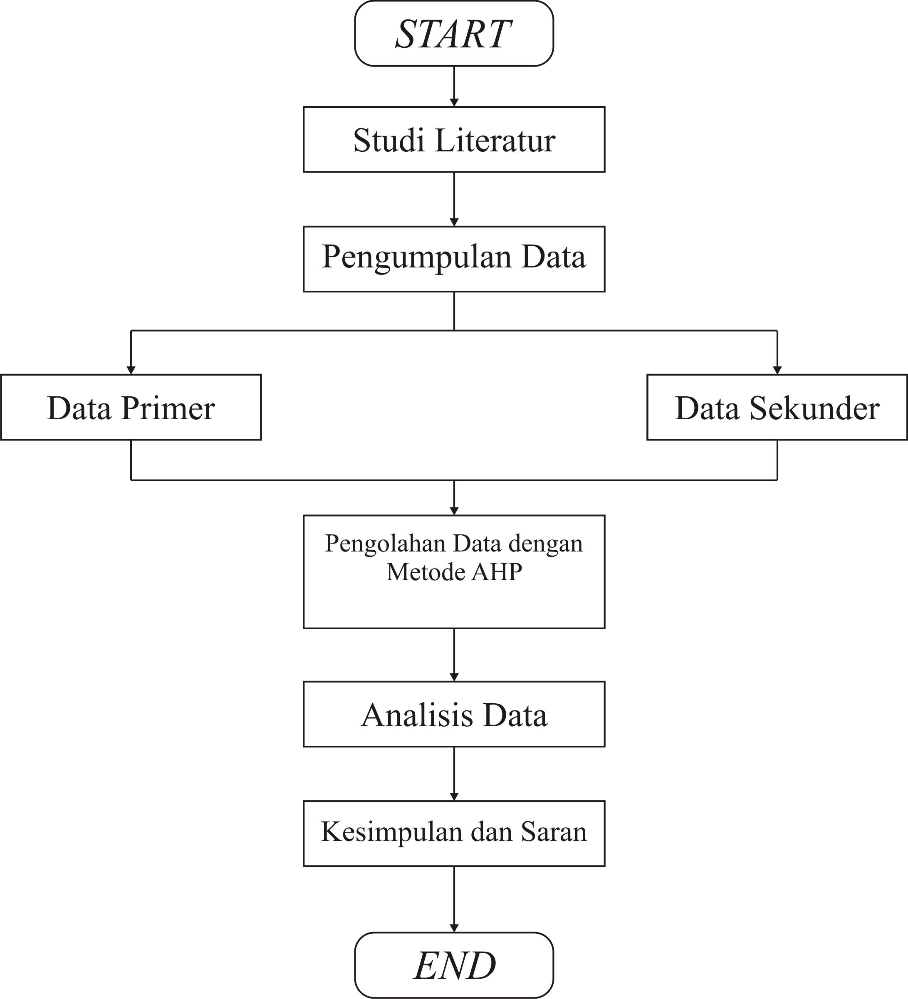 START
Studi Literatur
Pengumpulan Data
Data Primer
Data Sekunder
Pengolahan Data dengan
Metode AHP
Analisis Data
Kesimpulan dan Saran
END